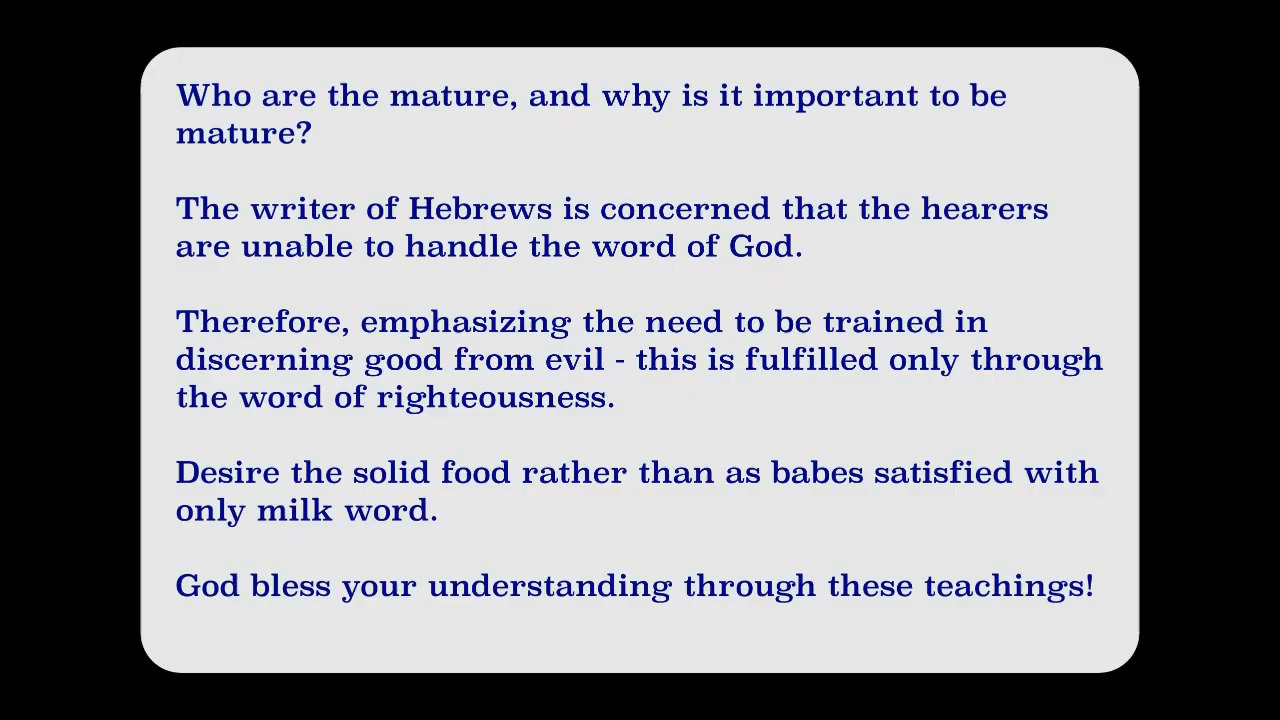 Who are the mature, and why is it important to be
mature?
The writer of Hebrews is concerned that the hearers
are unable to handle the word of God.
Therefore, emphasizing the need to be trained in
discerning good from evil - this is fulfilled only through
the word of righteousness.
Desire the solid food rather than as babes satisfied with
only milk word.
God bless your understanding through these teachings!